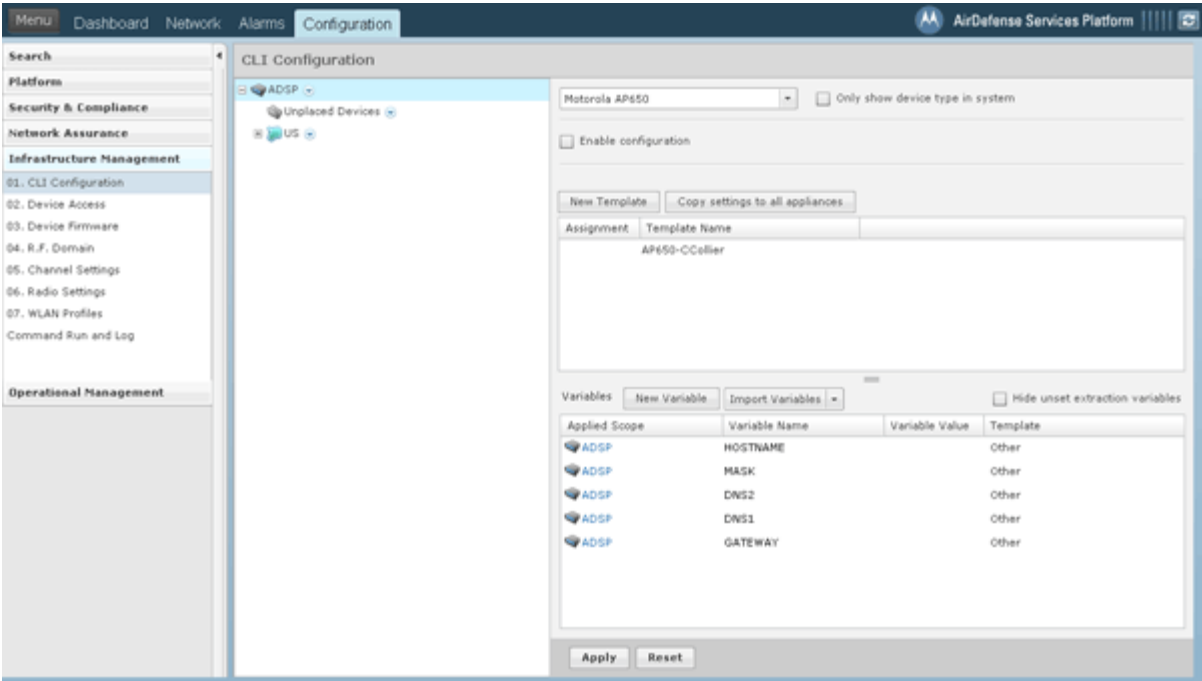 Menu Dashboard Network Alarms Configuration AirDefense Services Platform
Search
Platform
Security & Compliance
Network Assurance
Infrastructure Management
01. CLI Configuration
02. Device Access
03. Device Firmware
04. R.F. Domain
05. Channel Settings
06. Radio Settings
07. WLAN Profiles
Command Run and Log
Operational Management
CLI Configuration
ADSP
Unplaced Devices
US
Motorola AP650 Only show device type in system
Enable configuration
New Template Copy settings to all appliances
Assignment Template Name
AP650-CCollier
Variables New Variable Import Variables Hide unset extraction variables
Applied Scope Variable Name Variable Value Template
ADSP HOSTNAME Other
ADSP MASK Other
ADSP DNS2 Other
ADSP DNS1 Other
ADSP GATEWAY Other
Apply Reset